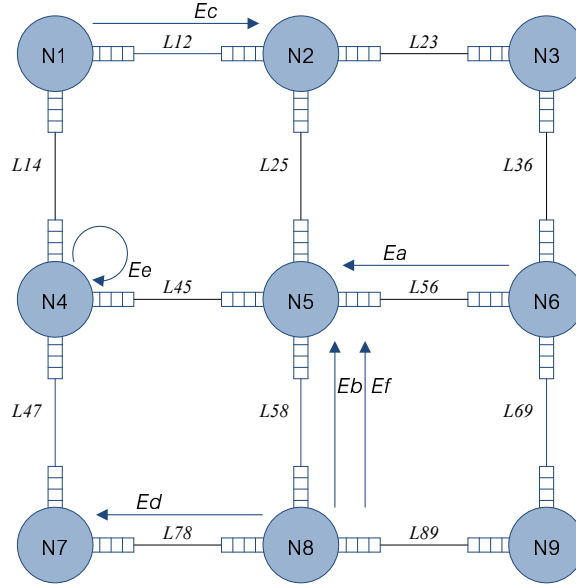 Ec
N1 L12 N2 L23 N3
L14 L25 L36
Ee Ea
N4 L45 N5 L56 N6
L47 L58 Eb Ef L69
Ed
N7 L78 N8 L89 N9